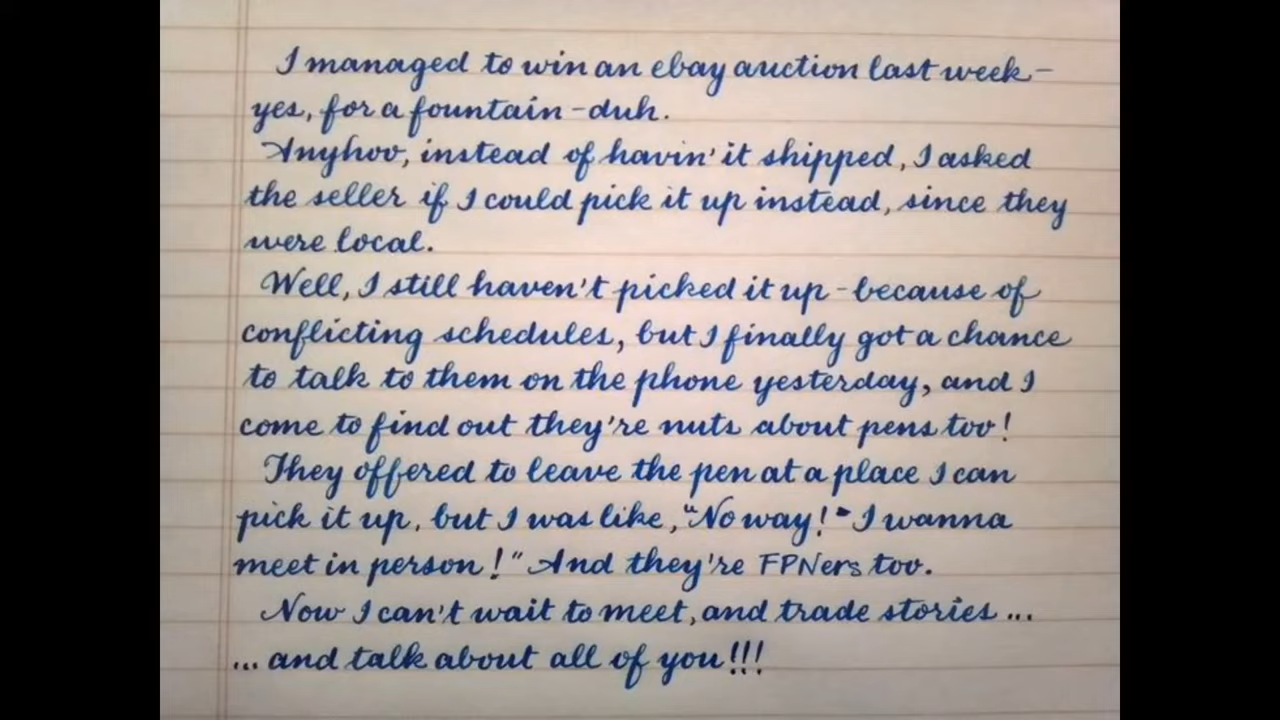 I managed to win an ebay auction last week-
yes, for a fountain-duh.
Anyhoo, instead of havin' it shipped, I asked
the seller if I could pick it up instead, since they
were local.
Well, I still haven't picked it up - because of
conflicting schedules, but I finally got a chance
to talk to them on the phone yesterday, and I
come to find out they're nuts about pens too!
They offered to leave the pen at a place I can
pick it up, but I was like, "No way! - I wanna
meet in person!" And they're FPNers too.
Now I can't wait to meet, and trade stories ...
... and talk about all of you!!!